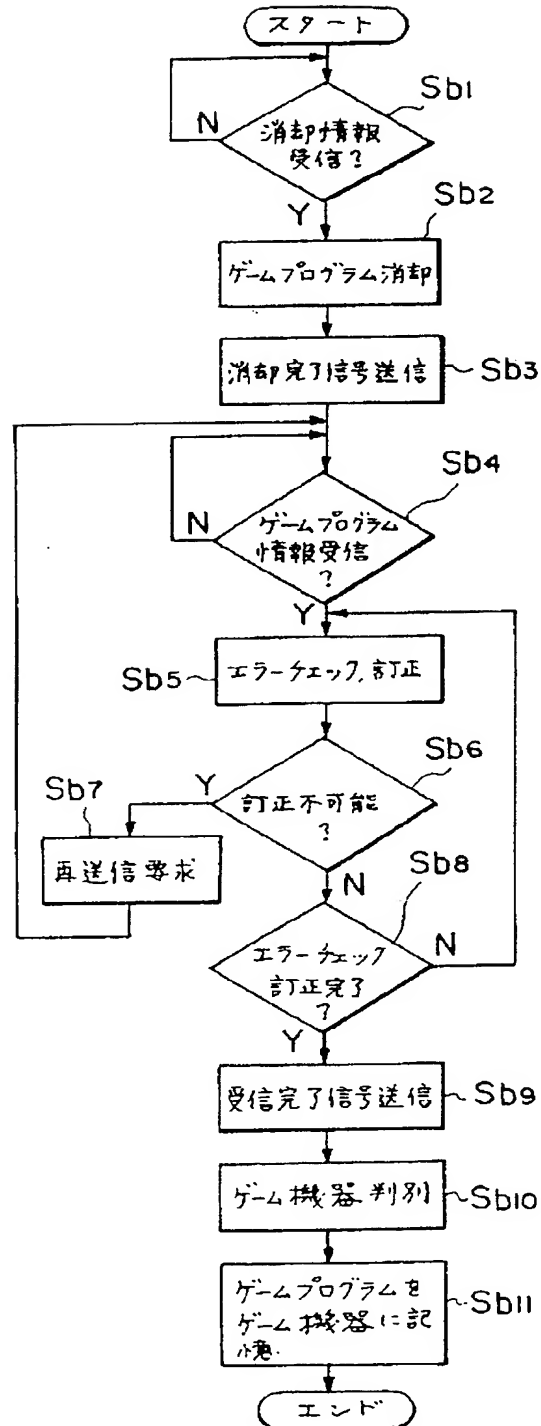 スタート
Sb1
N
消却情報
受信?
Y
Sb2
ゲームプログラム消却
消却完了信号送信
Sb3
Sb4
N
ゲームプログラム
情報受信
?
Y
Sb5
エラーチェック,訂正
Sb6
Y
Sb7
訂正不可能
?
再送信要求
N
Sb8
エラーチェック
訂正完了
?
N
Y
受信完了信号送信
Sb9
ゲーム機器判別
Sb10
ゲームプログラムを
ゲーム機器に記
憶.
Sb11
エンド